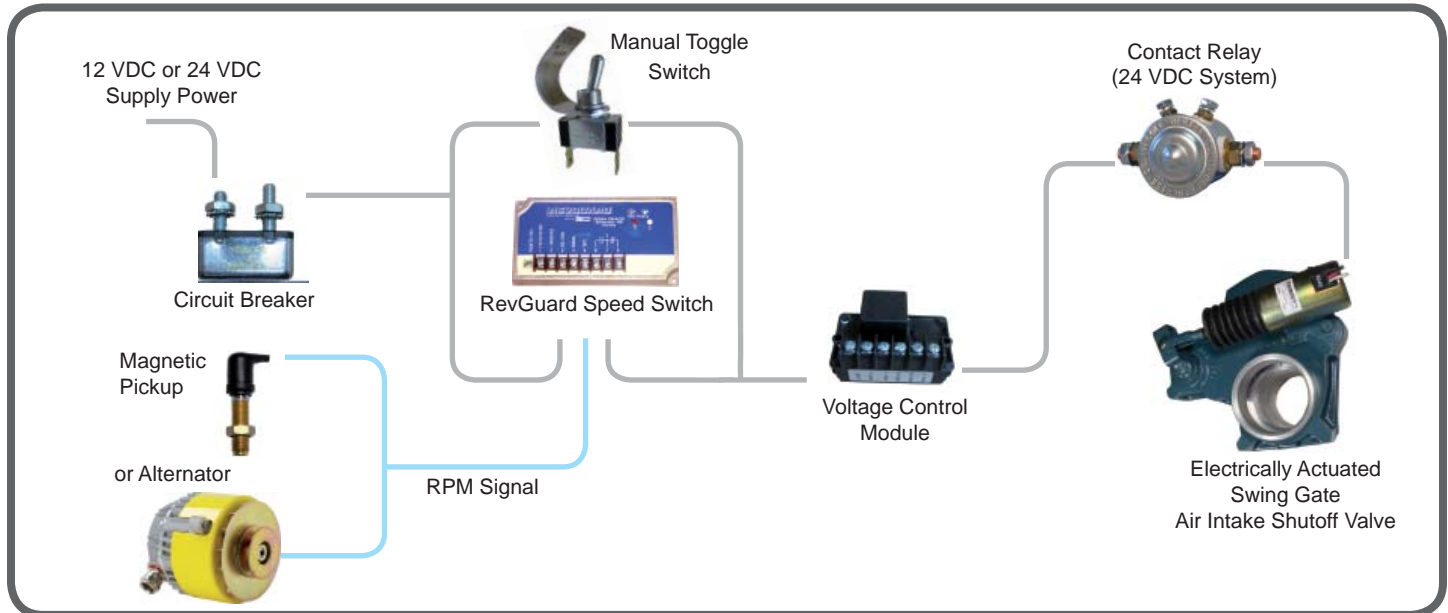 12 VDC or 24 VDC
Supply Power
Manual Toggle
Switch
Contact Relay
(24 VDC System)
Circuit Breaker
RevGuard Speed Switch
Magnetic
Pickup
Voltage Control
Module
or Alternator
RPM Signal
Electrically Actuated
Swing Gate
Air Intake Shutoff Valve